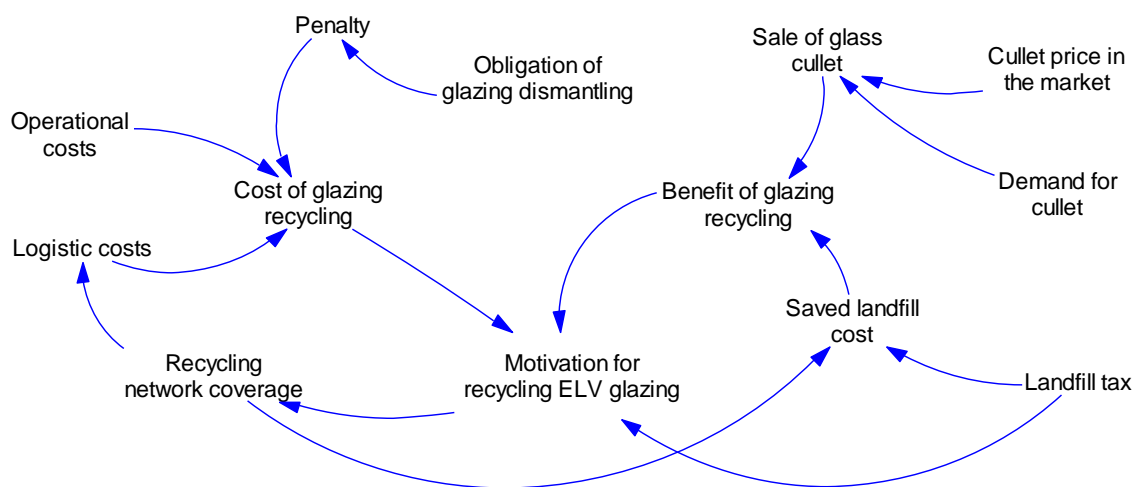 Penalty
Sale of glass
cullet
Cullet price in
the market
Obligation of
glazing dismantling
Operational
costs
Cost of glazing
recycling
Benefit of glazing
recycling
Demand for
cullet
Logistic costs
Saved landfill
cost
Recycling
network coverage
Motivation for
recycling ELV glazing
Landfill tax